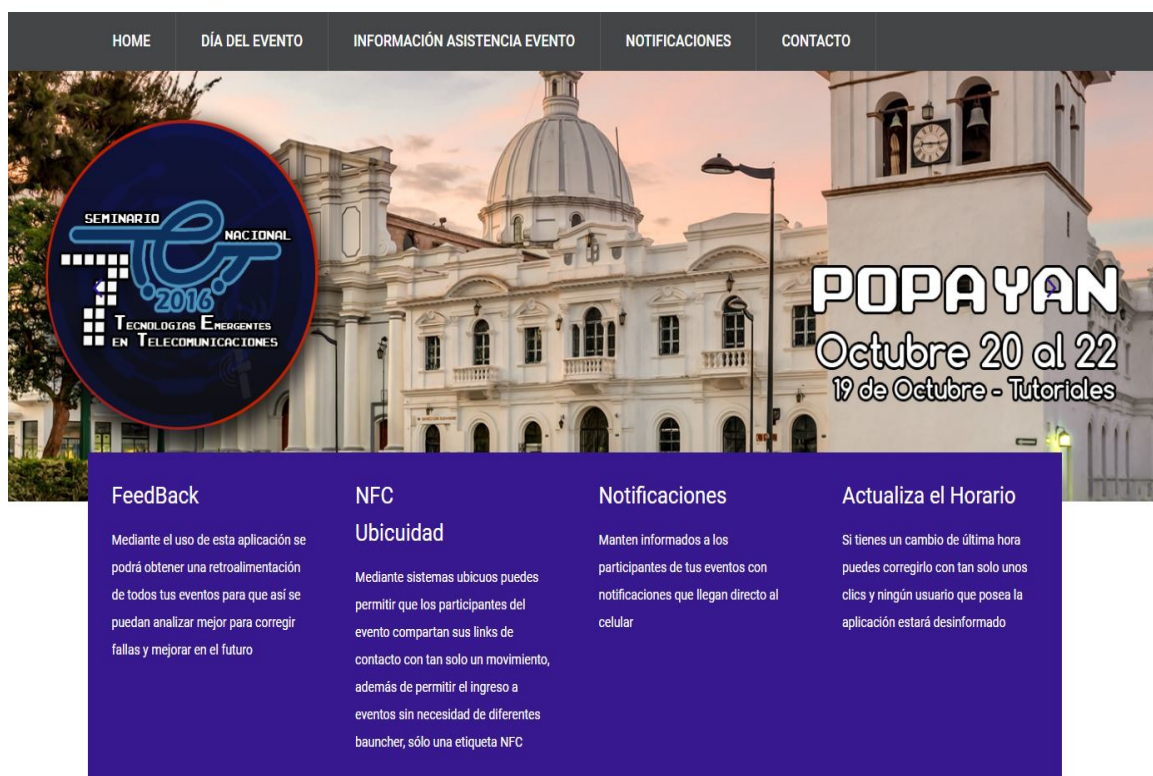 HOME DÍA DEL EVENTO INFORMACIÓN ASISTENCIA EVENTO NOTIFICACIONES CONTACTO
SEMINARIO
NACIONAL
7
TET
2016
TECNOLOGIAS EMERGENTES
EN TELECOMUNICACIONES
POPAYAN
Octubre 20 al 22
19 de Octubre - Tutoriales
FeedBack
Mediante el uso de esta aplicación se
podrá obtener una retroalimentación
de todos tus eventos para que así se
puedan analizar mejor para corregir
fallas y mejorar en el futuro
NFC
Ubicuidad
Mediante sistemas ubicuos puedes
permitir que los participantes del
evento compartan sus links de
contacto con tan solo un movimiento,
además de permitir el ingreso a
eventos sin necesidad de diferentes
bauncher, sólo una etiqueta NFC
Notificaciones
Manten informados a los
participantes de tus eventos con
notificaciones que llegan directo al
celular
Actualiza el Horario
Si tienes un cambio de última hora
puedes corregirlo con tan solo unos
clics y ningún usuario que posea la
aplicación estará desinformado